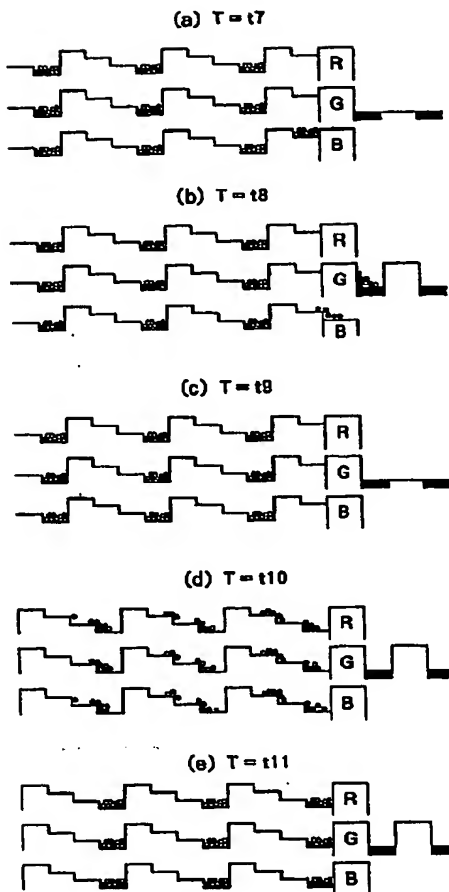 (a) T=t7
R
G
B
(b) T=t8
R
G
B
(c) T=t9
R
G
B
(d) T=t10
R
G
B
(e) T=t11
R
G
B